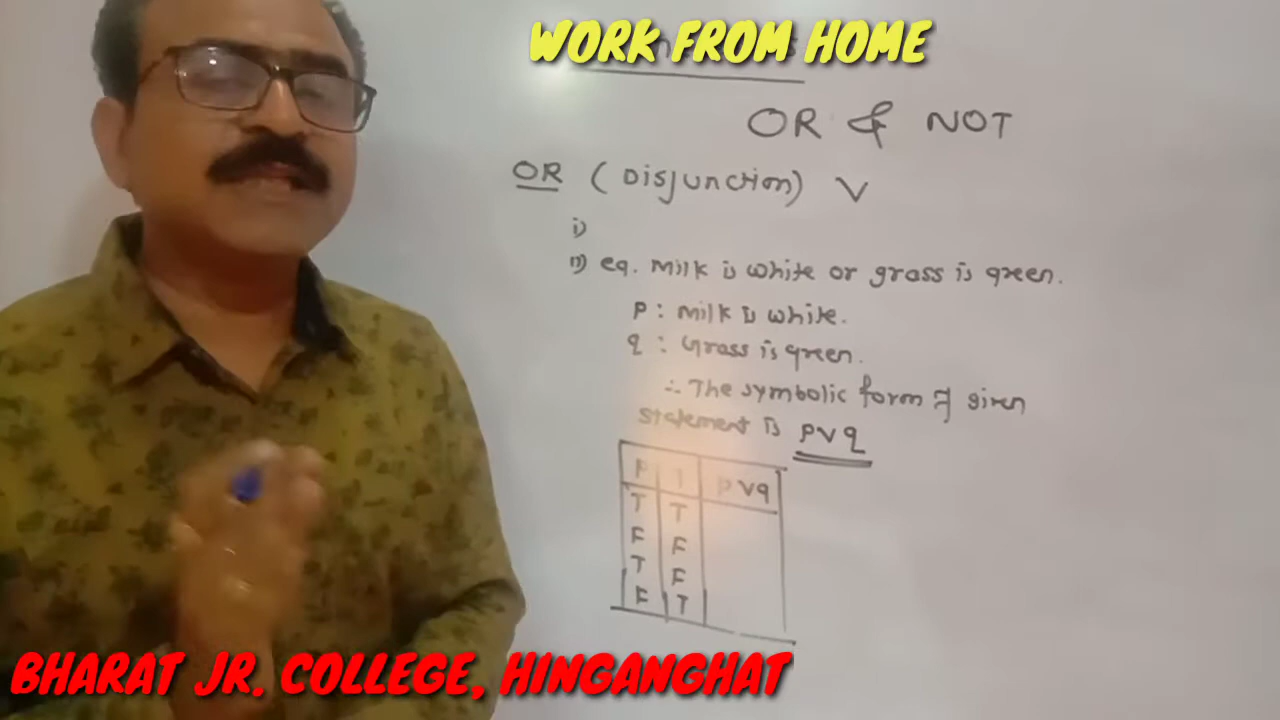 WORK FROM HOME
OR & NOT
OR (Disjunction) ∨
i)
ii) eg. Milk is white or grass is green.
P : Milk is white.
q : Grass is green.
∴ The symbolic form of given
statement is P∨q
P q P∨q
T T
F F
T F
F T
BHARAT JR. COLLEGE, HINGANGHAT